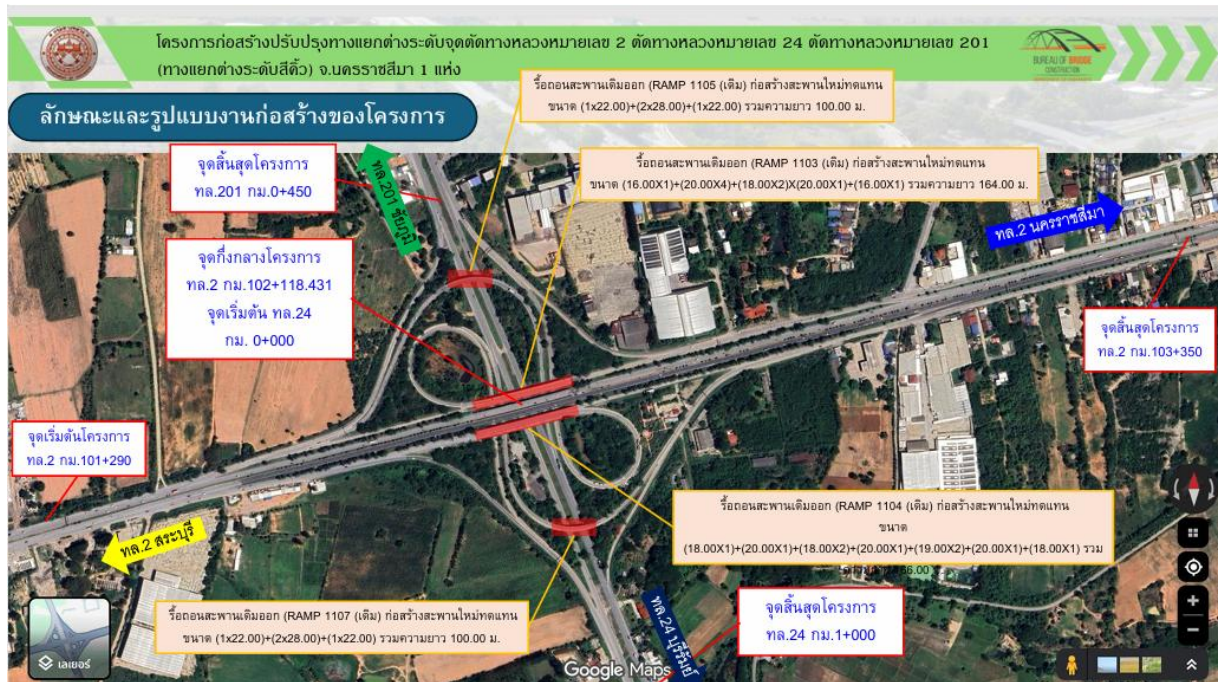 โครงการก่อสร้างปรับปรุงทางแยกต่างระดับจุดตัดทางหลวงหมายเลข 2 ตัดทางหลวงหมายเลข 24 ตัดทางหลวงหมายเลข 201
(ทางแยกต่างระดับสีคิ้ว) จ.นครราชสีมา 1 แห่ง
BUREAU OF BRIDGE
CONSTRUCTION
ลักษณะและรูปแบบงานก่อสร้างของโครงการ
รื้อถอนสะพานเดิมออก (RAMP 1105 (เดิม) ก่อสร้างสะพานใหม่ทดแทน
ขนาด (1x22.00)+(2x28.00)+(1x22.00) รวมความยาว 100.00 ม.
จุดสิ้นสุดโครงการ
ทล.201 กม.0+450
ทล.201 ชัยภูมิ
รื้อถอนสะพานเดิมออก (RAMP 1103 (เดิม) ก่อสร้างสะพานใหม่ทดแทน
ขนาด (16.00X1)+(20.00X4)+(18.00X2)X(20.00X1)+(16.00X1) รวมความยาว 164.00 ม.
ทล.2 นครราชสีมา
จุดกึ่งกลางโครงการ
ทล.2 กม.102+118.431
จุดเริ่มต้น ทล.24
กม. 0+000
จุดสิ้นสุดโครงการ
ทล.2 กม.103+350
จุดเริ่มต้นโครงการ
ทล.2 กม.101+290
ทล.2 สระบุรี
รื้อถอนสะพานเดิมออก (RAMP 1104 (เดิม) ก่อสร้างสะพานใหม่ทดแทน
ขนาด
(18.00X1)+(20.00X1)+(18.00X2)+(20.00X1)+(19.00X2)+(20.00X1)+(18.00X1) รวม
รื้อถอนสะพานเดิมออก (RAMP 1107 (เดิม) ก่อสร้างสะพานใหม่ทดแทน
ขนาด (1x22.00)+(2x28.00)+(1x22.00) รวมความยาว 100.00 ม.
ทล.24 บุรีรัมย์
จุดสิ้นสุดโครงการ
ทล.24 กม.1+000
เลเยอร์
Google Maps